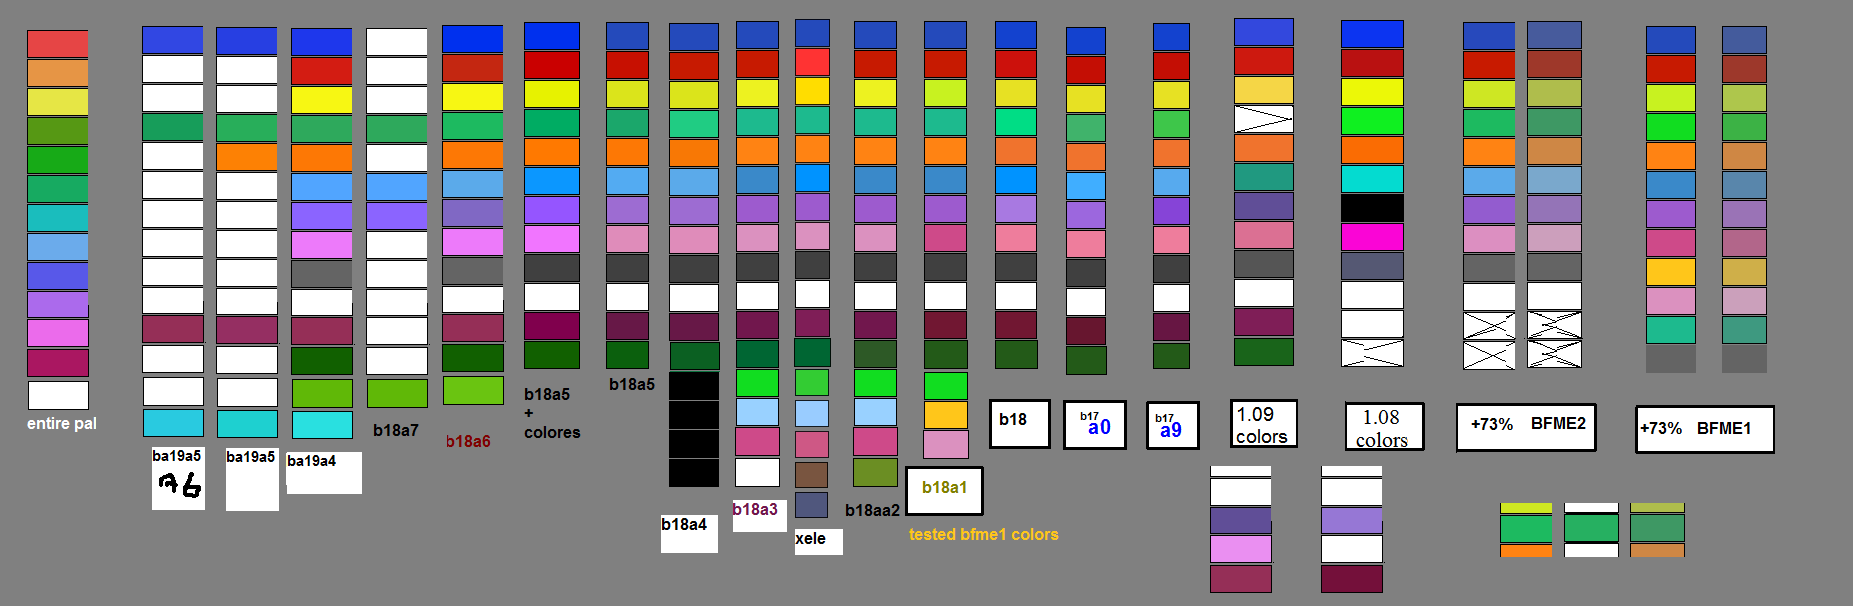 entire pal
ba19a5
a6
ba19a5
ba19a4
b18a7
b18a6
b18a5
+
colores
b18a5
b18a4
b18a3
xele
b18aa2
b18a1
tested bfme1 colors
b18
b17
a0
b17
a9
1.09
colors
1.08
colors
+73% BFME2
+73% BFME1